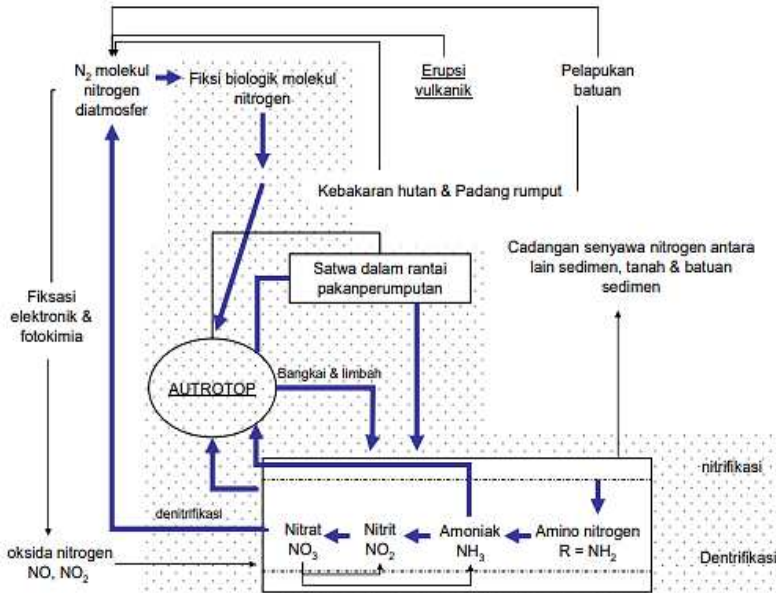 N2 molekul
nitrogen
diatmosfer
Fiksi biologik molekul
nitrogen
Erupsi
vulkanik
Pelapukan
batuan
Kebakaran hutan & Padang rumput
Cadangan senyawa nitrogen antara
lain sedimen, tanah & batuan
sedimen
Satwa dalam rantai
pakanperumputan
Fiksasi
elektronik &
fotokimia
AUTROTOP
Bangkai & limbah
nitrifikasi
denitrifikasi
Nitrat
NO3
Nitrit
NO2
Amoniak
NH3
Amino nitrogen
R = NH2
oksida nitrogen
NO, NO2
Dentrifikasi